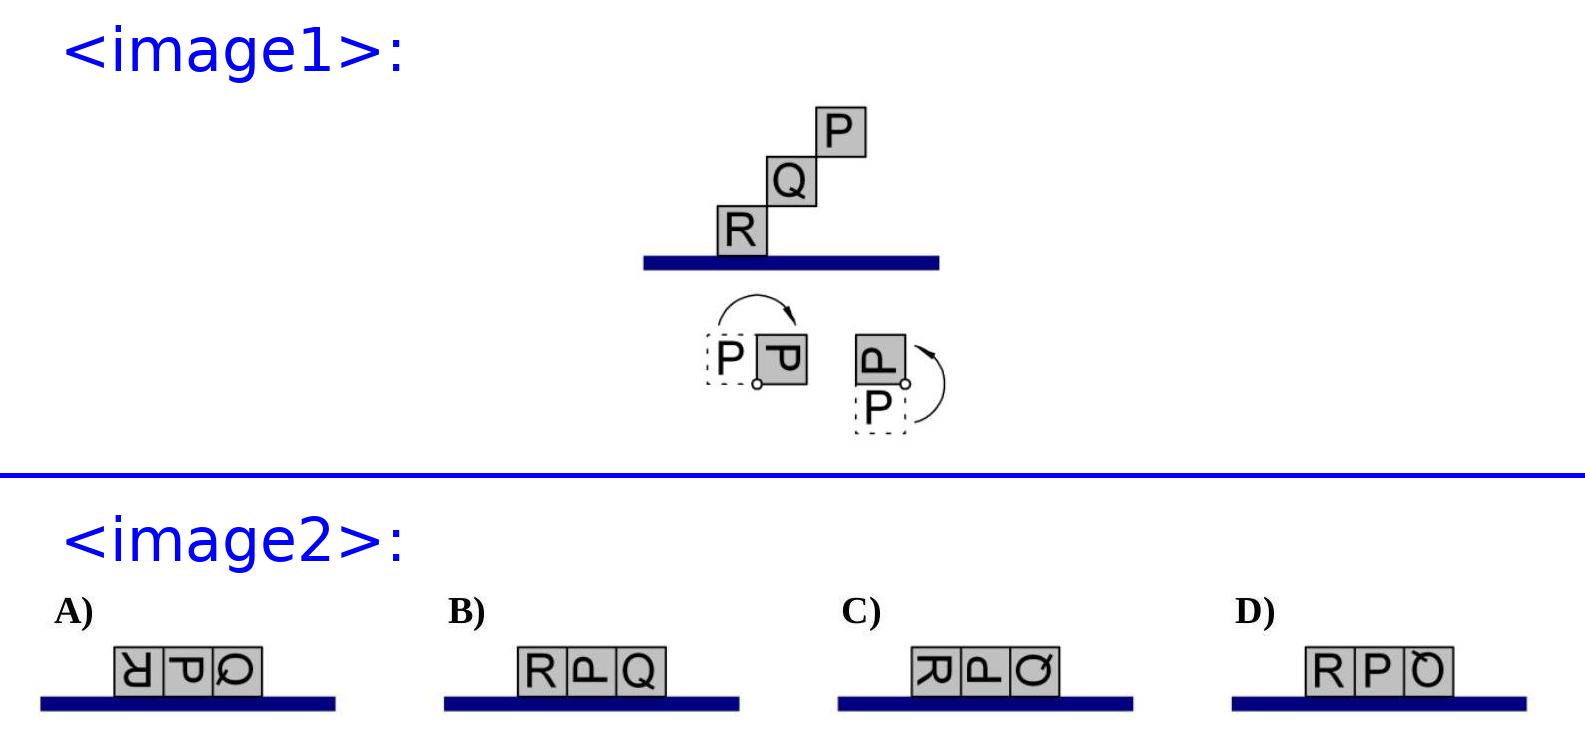 <image1>:
P
Q
R
P P P
P
<image2>:
A) B) C) D)
R P Q R P Q R P Q R P Q